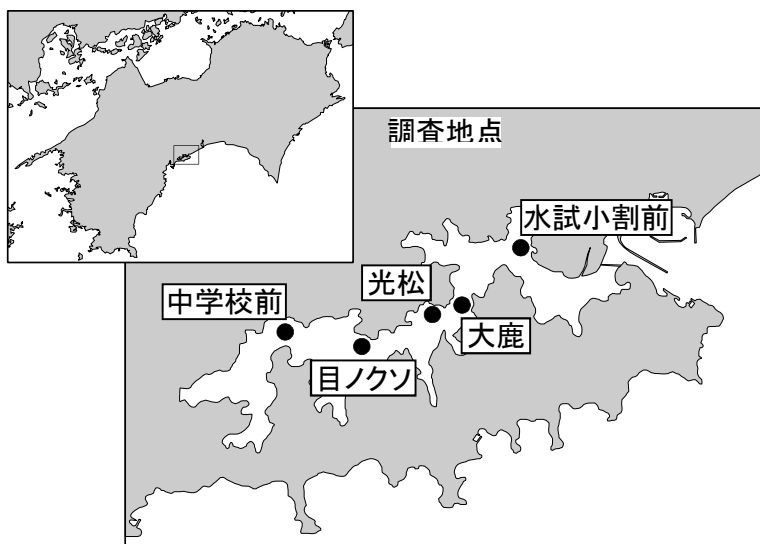 調査地点
水試小割前
光松
中学校前
大鹿
目ノクソ